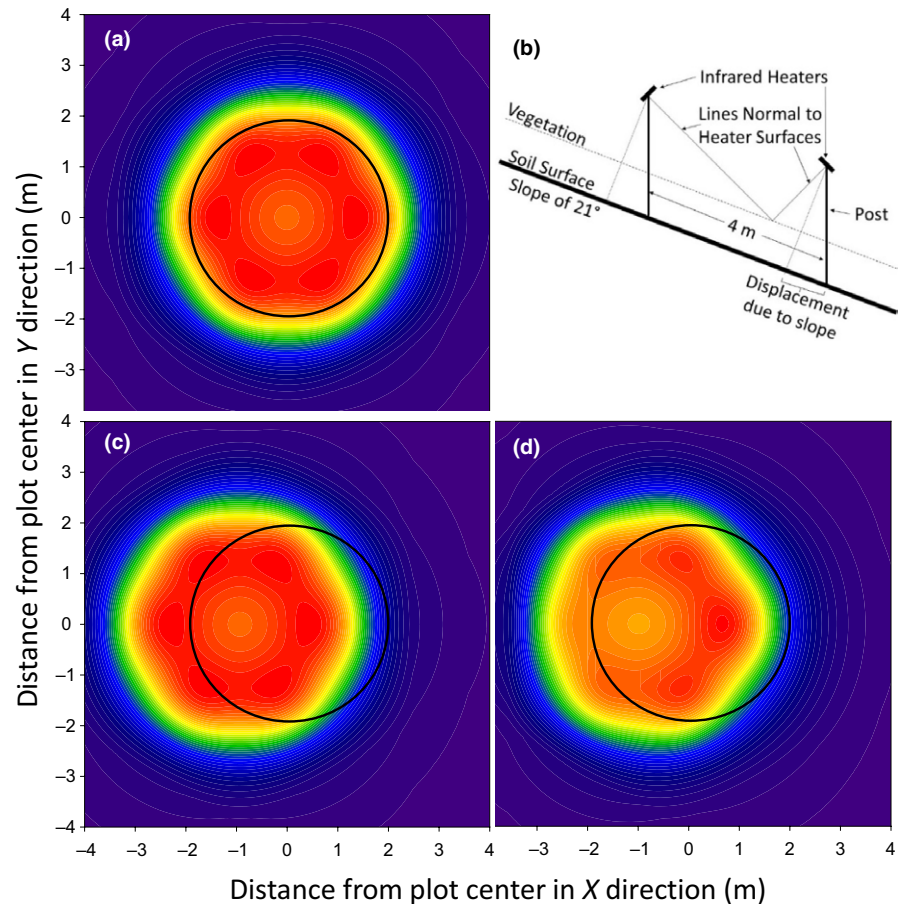 (a)
4
3
2
1
0
–1
–2
–3
(b)
Infrared Heaters
Lines Normal to
Heater Surfaces
Vegetation
Soil Surface
Slope of 21°
4 m
Post
Displacement
due to slope
Distance from plot center in Y direction (m)
(c)
4
3
2
1
0
–1
–2
–3
–4
–4 –3 –2 –1 0 1 2 3 4
(d)
–4 –3 –2 –1 0 1 2 3 4
Distance from plot center in X direction (m)